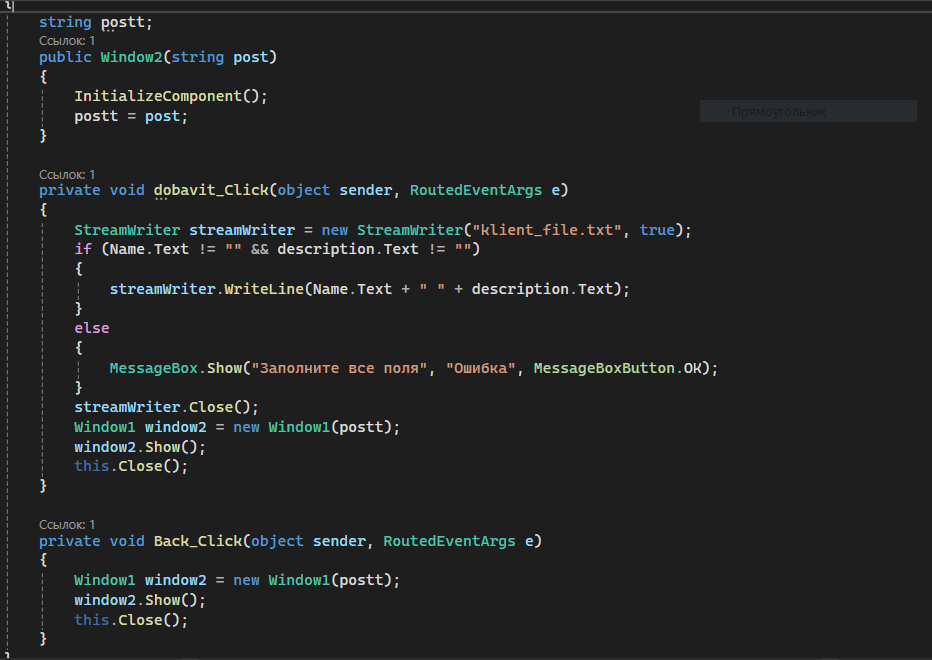 }
string postt;
Ссылок: 1
public Window2(string post)
{
InitializeComponent();
postt = post;
}
Прямоугольник
Ссылок: 1
private void dobavit_Click(object sender, RoutedEventArgs e)
{
StreamWriter streamWriter = new StreamWriter("klient_file.txt", true);
if (Name.Text != "" && description.Text != "")
{
streamWriter.WriteLine(Name.Text + " " + description.Text);
}
else
{
MessageBox.Show("Заполните все поля", "Ошибка", MessageBoxButton.OK);
}
streamWriter.Close();
Window1 window2 = new Window1(postt);
window2.Show();
this.Close();
}
Ссылок: 1
private void Back_Click(object sender, RoutedEventArgs e)
{
Window1 window2 = new Window1(postt);
window2.Show();
this.Close();
}
}